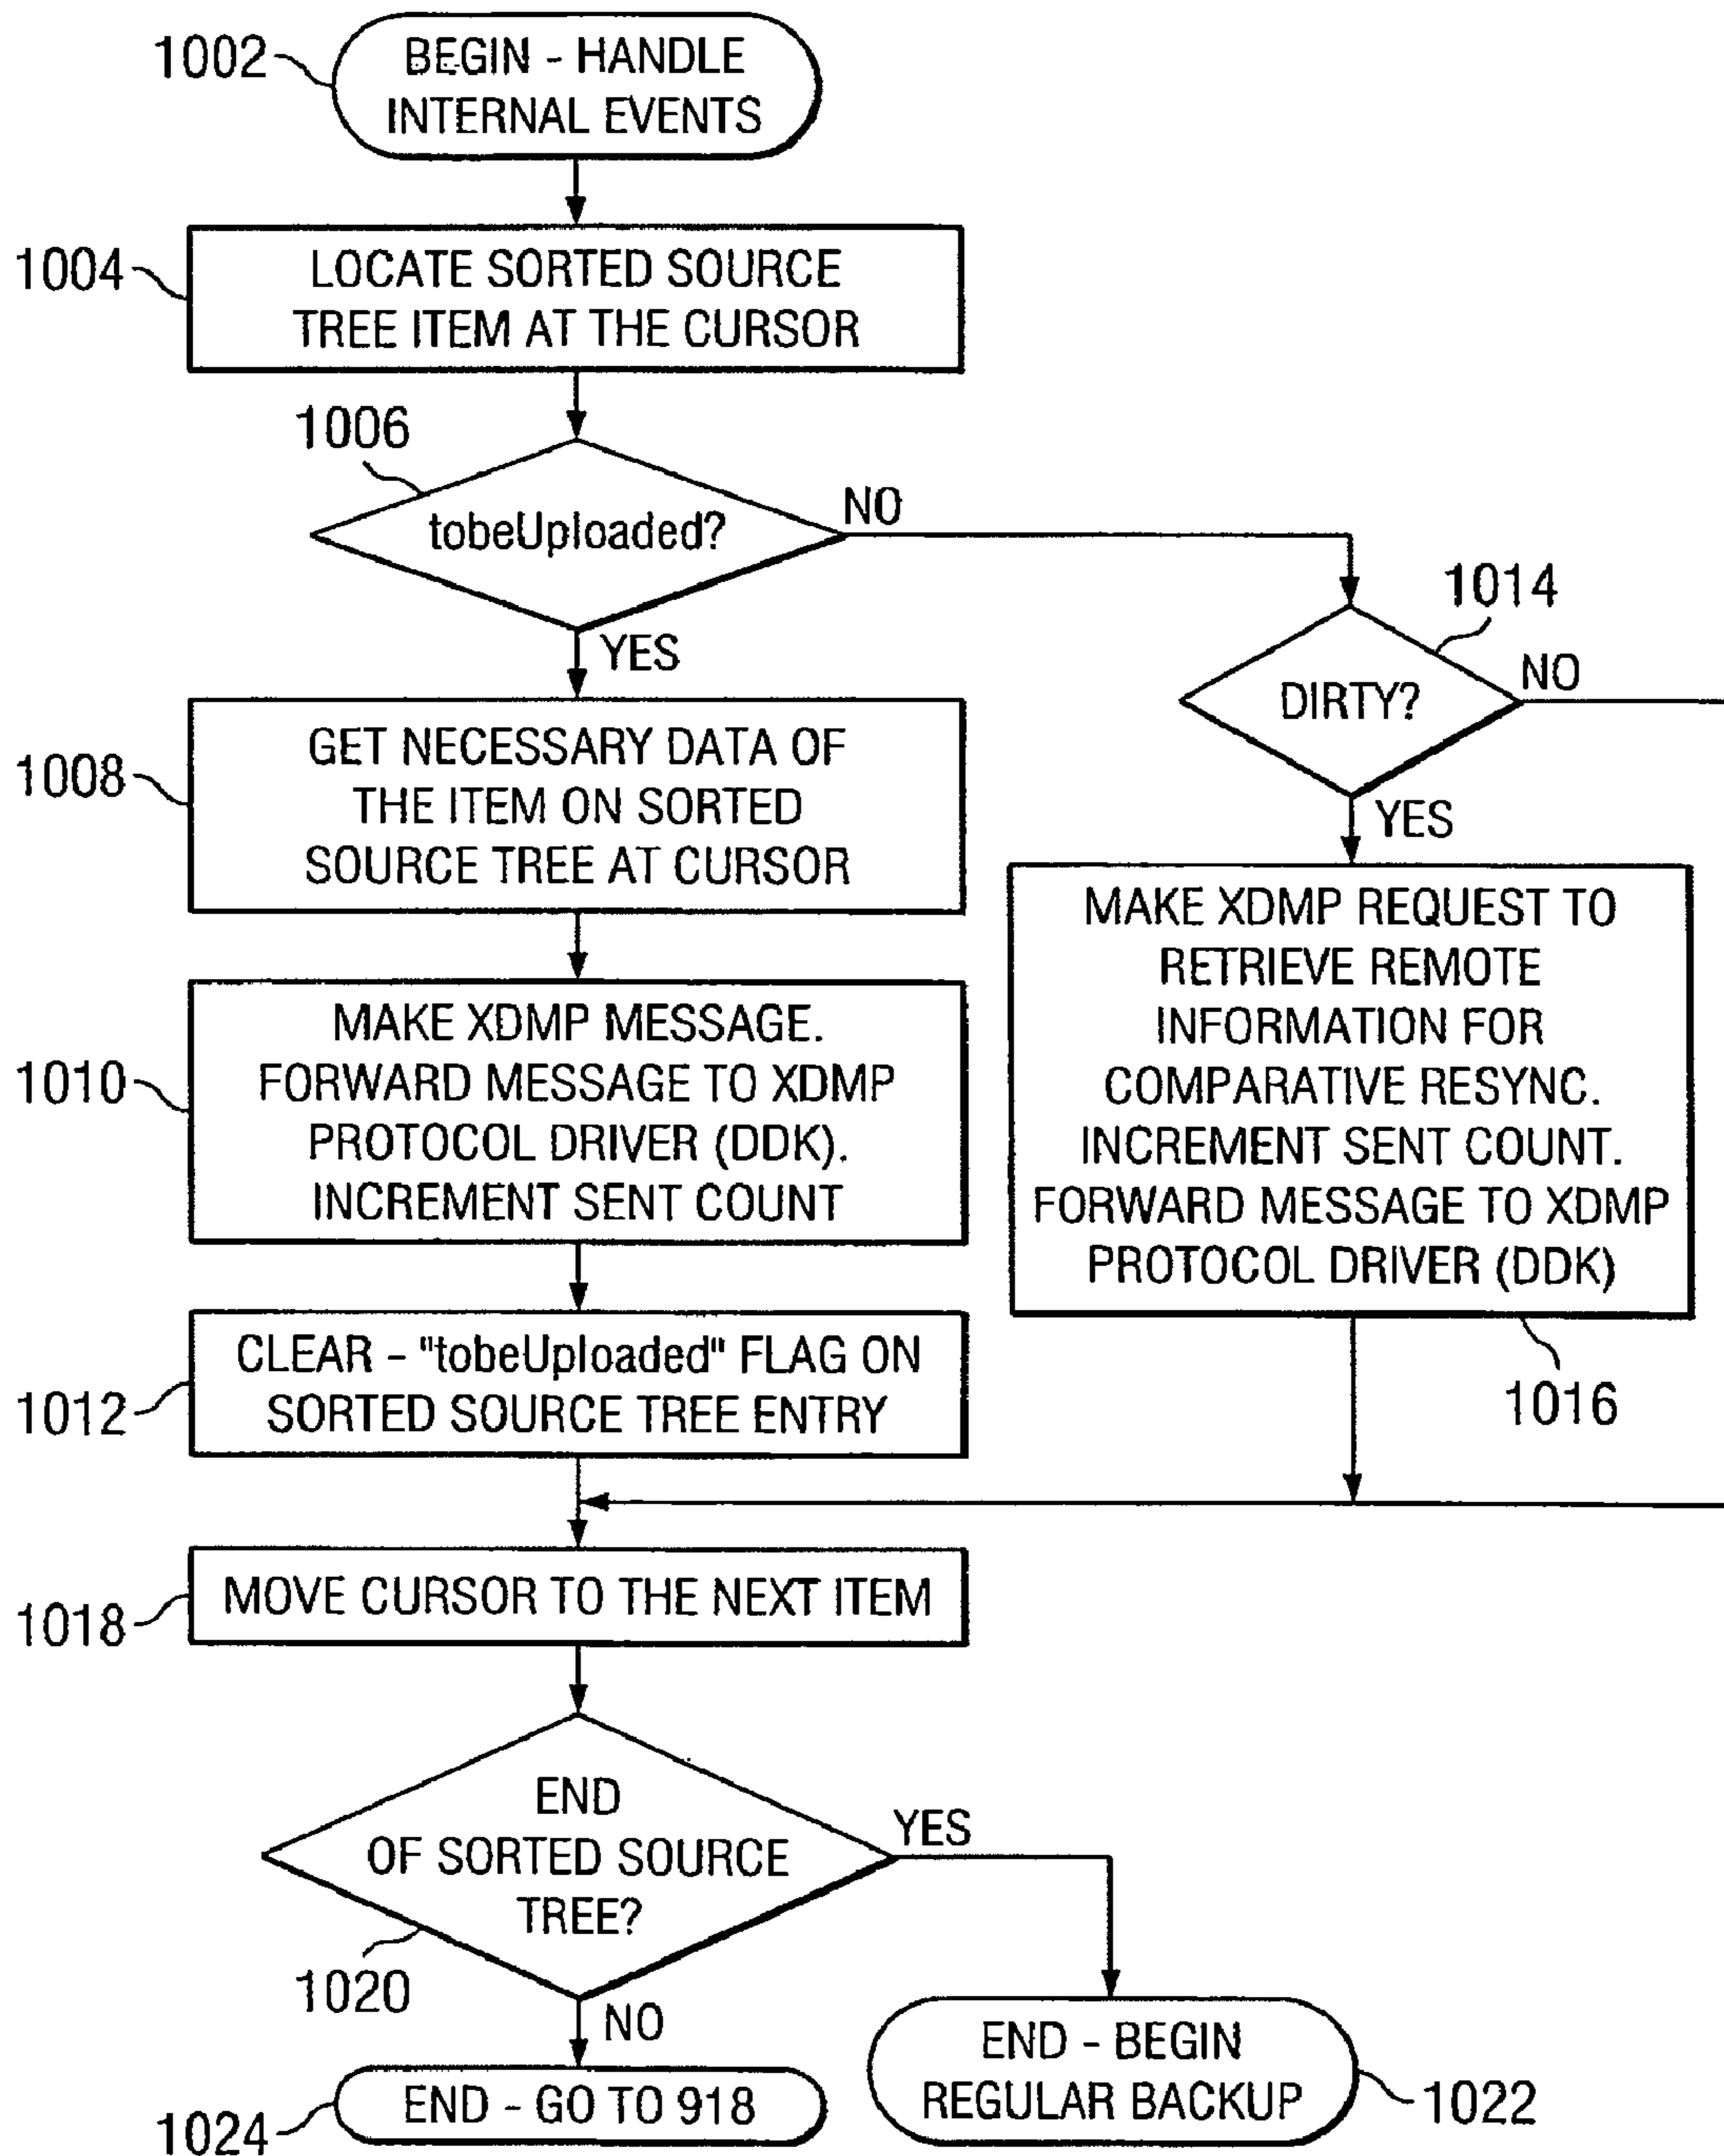 1002
BEGIN - HANDLE
INTERNAL EVENTS
1004
LOCATE SORTED SOURCE
TREE ITEM AT THE CURSOR
1006
tobeUploaded?
NO
YES
1014
DIRTY?
NO
YES
1008
GET NECESSARY DATA OF
THE ITEM ON SORTED
SOURCE TREE AT CURSOR
1010
MAKE XDMP MESSAGE.
FORWARD MESSAGE TO XDMP
PROTOCOL DRIVER (DDK).
INCREMENT SENT COUNT
MAKE XDMP REQUEST TO
RETRIEVE REMOTE
INFORMATION FOR
COMPARATIVE RESYNC.
INCREMENT SENT COUNT.
FORWARD MESSAGE TO XDMP
PROTOCOL DRIVER (DDK)
1016
1012
CLEAR - "tobeUploaded" FLAG ON
SORTED SOURCE TREE ENTRY
1018
MOVE CURSOR TO THE NEXT ITEM
END
OF SORTED SOURCE
TREE?
1020
YES
NO
END - BEGIN
REGULAR BACKUP
1022
1024
END - GO TO 918